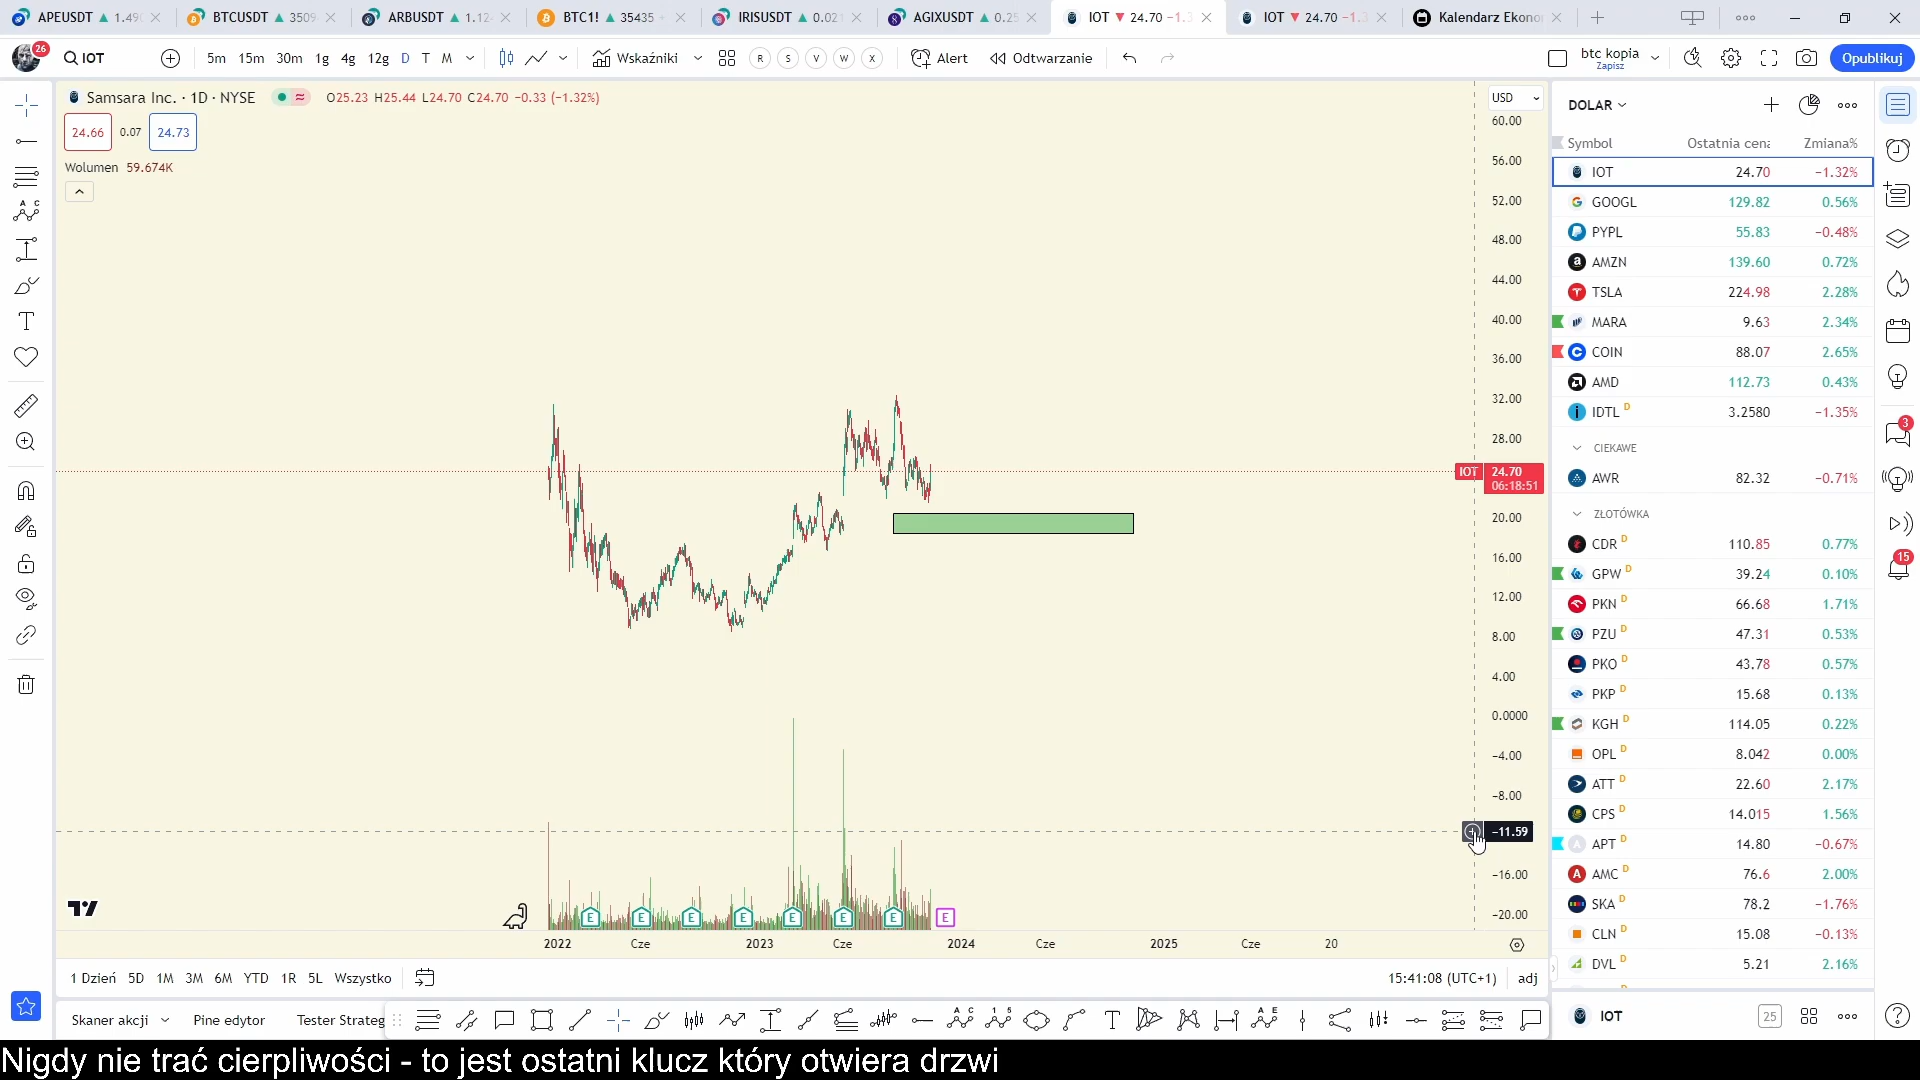 APEUSDT ▲ 1.49
BTCUSDT ▲ 3509
ARBUSDT ▲ 1.12
BTC1! ▲ 35435
IRISUSDT ▲ 0.021
AGIXUSDT ▲ 0.25
IOT ▼ 24.70 −1.3
IOT ▼ 24.70 −1.3
Kalendarz Ekono
26
IOT
5m 15m 30m 1g 4g 12g D T M
Wskaźniki
R S V W X
Alert
Odtwarzanie
btc kopia
Zapisz
Opublikuj
Samsara Inc. · 1D · NYSE
O25.23 H25.44 L24.70 C24.70 −0.33 (−1.32%)
24.66 0.07 24.73
Wolumen 59.674K
USD
60.00
56.00
52.00
48.00
44.00
40.00
36.00
32.00
28.00
IOT 24.70
06:18:51
20.00
16.00
12.00
8.00
4.00
0.0000
−4.00
−8.00
−11.59
−16.00
−20.00
E E E E E E E E
2022 Cze 2023 Cze 2024 Cze 2025 Cze 20
1 Dzień 5D 1M 3M 6M YTD 1R 5L Wszystko
15:41:08 (UTC+1) adj
Skaner akcji Pine edytor Tester Strateg
DOLAR
Symbol Ostatnia cena Zmiana%
IOT 24.70 −1.32%
GOOGL 129.82 0.56%
PYPL 55.83 −0.48%
AMZN 139.60 0.72%
TSLA 224.98 2.28%
MARA 9.63 2.34%
COIN 88.07 2.65%
AMD 112.73 0.43%
IDTL D 3.2580 −1.35%
CIEKAWE
AWR 82.32 −0.71%
ZŁOTÓWKA
CDR D 110.85 0.77%
GPW D 39.24 0.10%
PKN D 66.68 1.71%
PZU D 47.31 0.53%
PKO D 43.78 0.57%
PKP D 15.68 0.13%
KGH D 114.05 0.22%
OPL D 8.042 0.00%
ATT D 22.60 2.17%
CPS D 14.015 1.56%
APT D 14.80 −0.67%
AMC D 76.6 2.00%
SKA D 78.2 −1.76%
CLN D 15.08 −0.13%
DVL D 5.21 2.16%
IOT 25
3
15
Nigdy nie trać cierpliwości - to jest ostatni klucz który otwiera drzwi